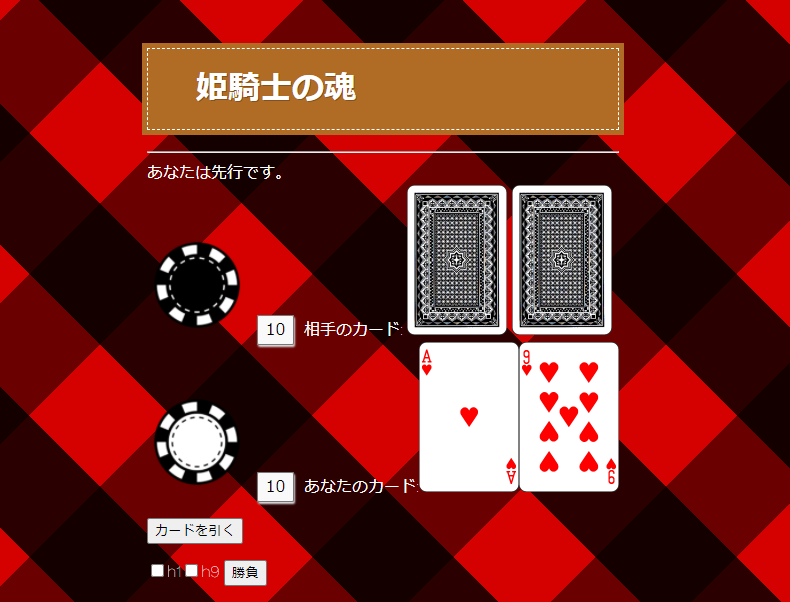 姫騎士の魂
あなたは先行です。
10 相手のカード:
A 9
10 あなたのカード:
A 9
カードを引く
h1 h9 勝負